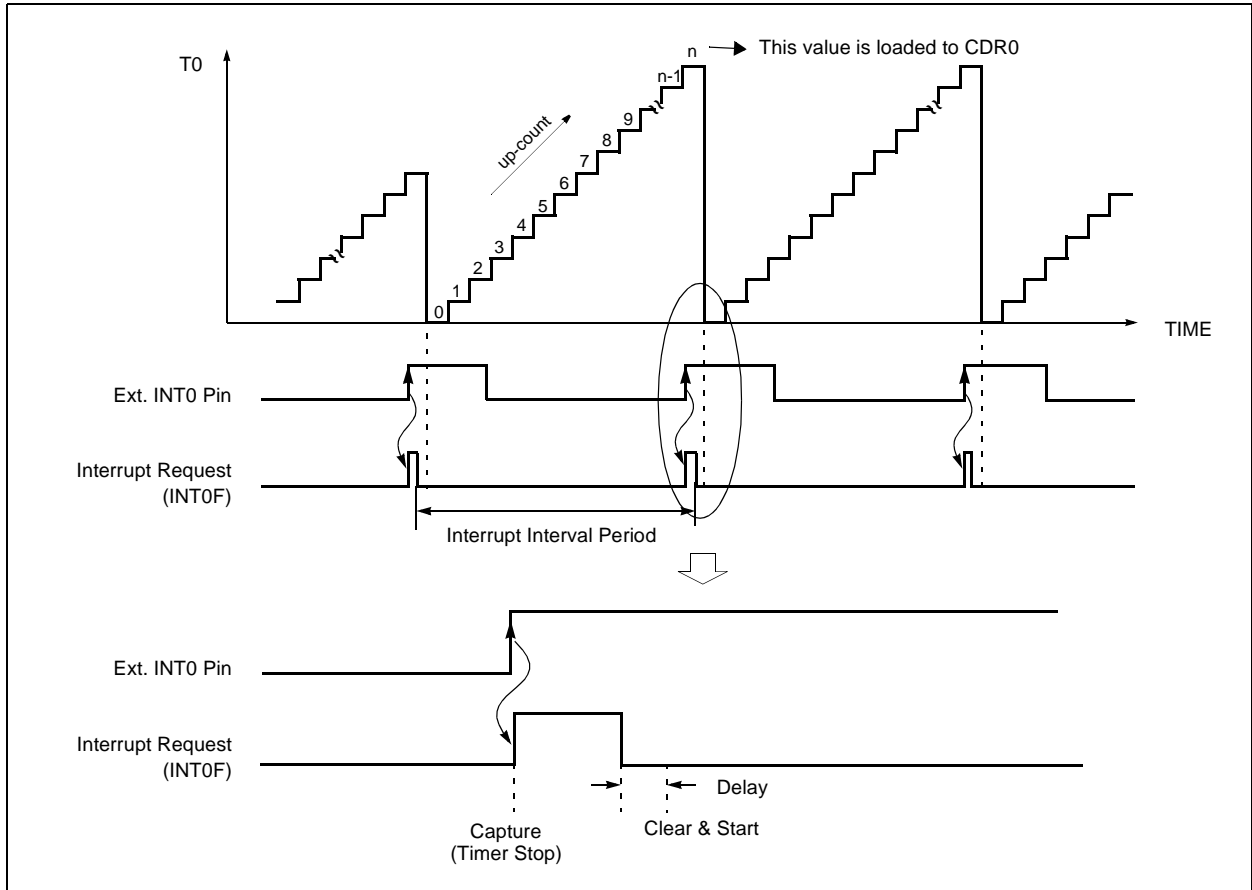 n
This value is loaded to CDR0
T0
n-1
9
8
up-count
7
6
5
4
3
2
1
0
TIME
Ext. INT0 Pin
Interrupt Request
(INT0F)
Interrupt Interval Period
Ext. INT0 Pin
Interrupt Request
(INT0F)
Delay
Capture
(Timer Stop)
Clear & Start